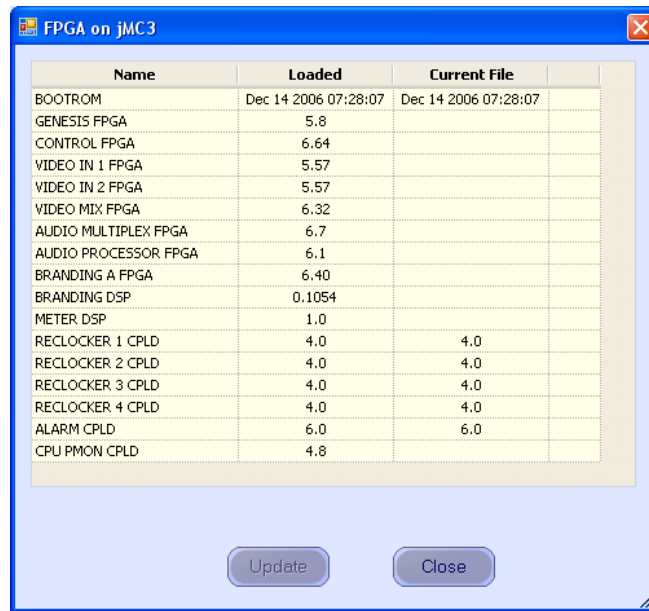 FPGA on jMC3
Name Loaded Current File
BOOTROM Dec 14 2006 07:28:07 Dec 14 2006 07:28:07
GENESIS FPGA 5.8
CONTROL FPGA 6.64
VIDEO IN 1 FPGA 5.57
VIDEO IN 2 FPGA 5.57
VIDEO MIX FPGA 6.32
AUDIO MULTIPLEX FPGA 6.7
AUDIO PROCESSOR FPGA 6.1
BRANDING A FPGA 6.40
BRANDING DSP 0.1054
METER DSP 1.0
RECLOCKER 1 CPLD 4.0 4.0
RECLOCKER 2 CPLD 4.0 4.0
RECLOCKER 3 CPLD 4.0 4.0
RECLOCKER 4 CPLD 4.0 4.0
ALARM CPLD 6.0 6.0
CPU PMON CPLD 4.8
Update Close